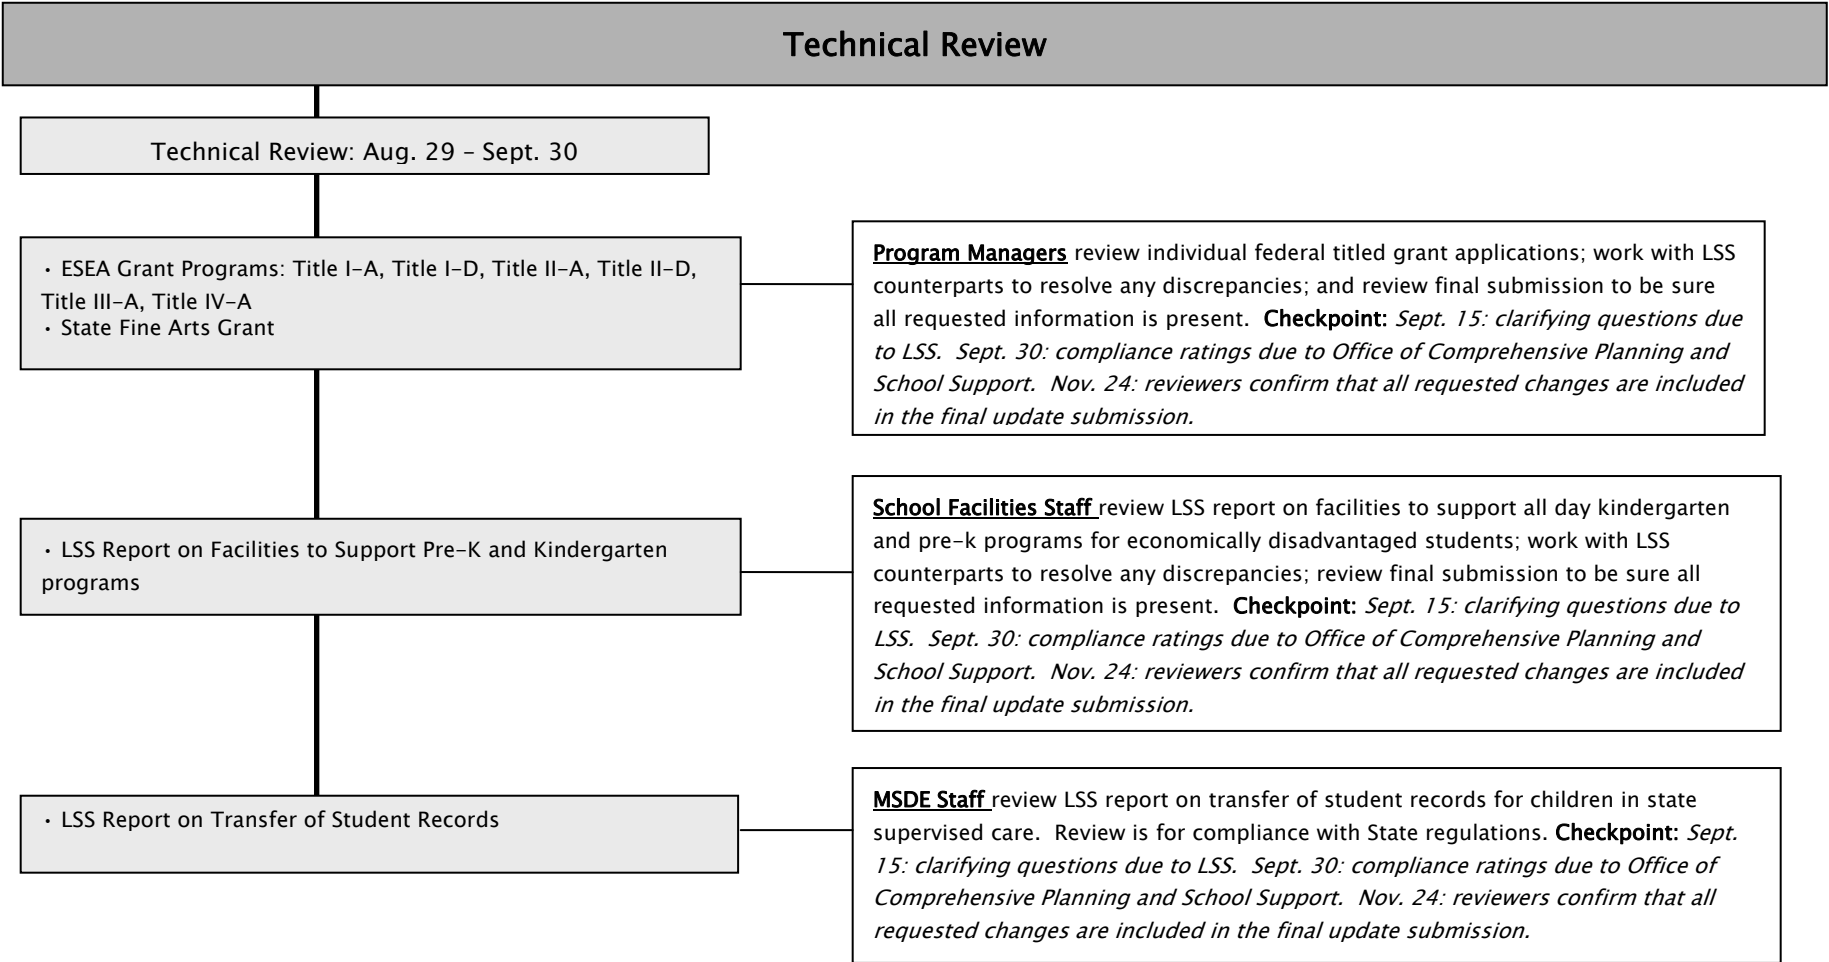 Technical Review
Technical Review: Aug. 29 – Sept. 30
• ESEA Grant Programs: Title I-A, Title I-D, Title II-A, Title II-D,
Title III-A, Title IV-A
• State Fine Arts Grant
Program Managers review individual federal titled grant applications; work with LSS
counterparts to resolve any discrepancies; and review final submission to be sure
all requested information is present.  Checkpoint: Sept. 15: clarifying questions due
to LSS.  Sept. 30: compliance ratings due to Office of Comprehensive Planning and
School Support.  Nov. 24: reviewers confirm that all requested changes are included
in the final update submission.
• LSS Report on Facilities to Support Pre-K and Kindergarten
programs
School Facilities Staff review LSS report on facilities to support all day kindergarten
and pre-k programs for economically disadvantaged students; work with LSS
counterparts to resolve any discrepancies; review final submission to be sure all
requested information is present.  Checkpoint: Sept. 15: clarifying questions due to
LSS.  Sept. 30: compliance ratings due to Office of Comprehensive Planning and
School Support.  Nov. 24: reviewers confirm that all requested changes are included
in the final update submission.
• LSS Report on Transfer of Student Records
MSDE Staff review LSS report on transfer of student records for children in state
supervised care.  Review is for compliance with State regulations. Checkpoint: Sept.
15: clarifying questions due to LSS.  Sept. 30: compliance ratings due to Office of
Comprehensive Planning and School Support.  Nov. 24: reviewers confirm that all
requested changes are included in the final update submission.